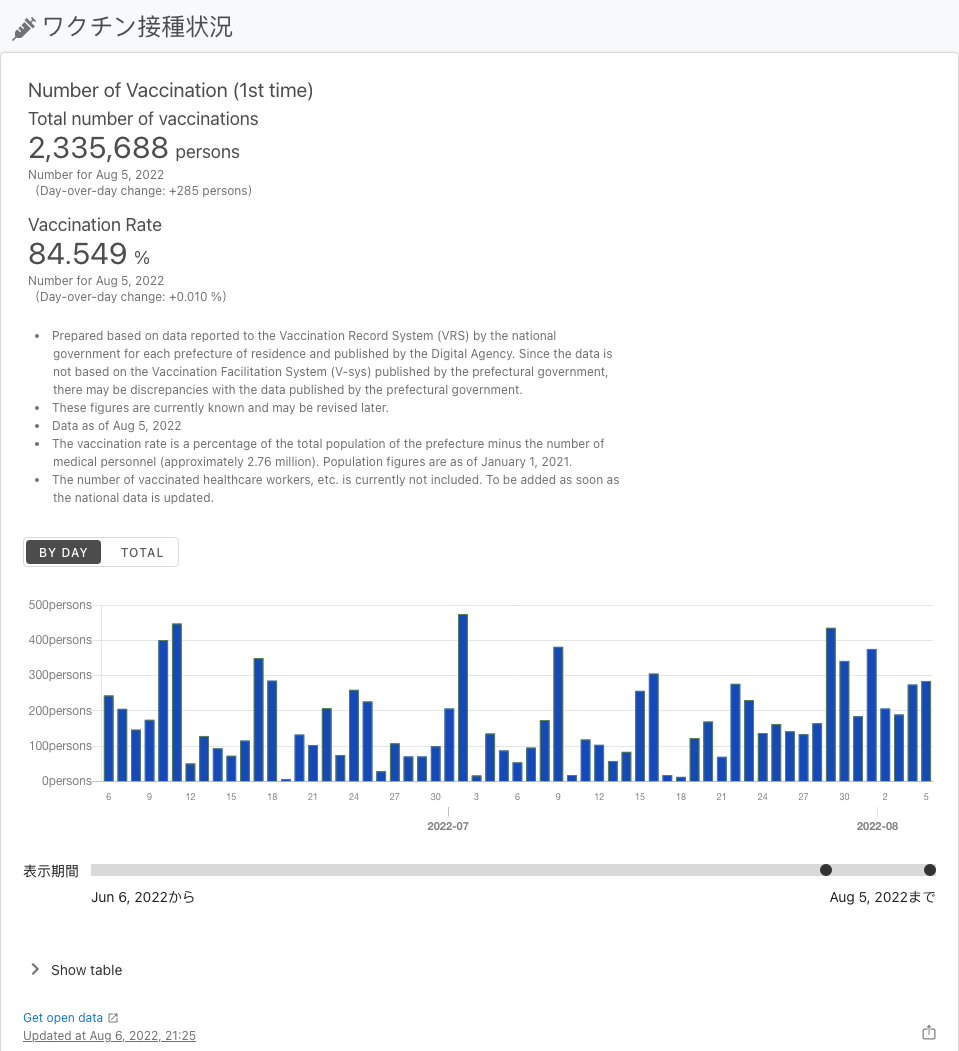 ワクチン接種状況
Number of Vaccination (1st time)
Total number of vaccinations
2,335,688 persons
Number for Aug 5, 2022
(Day-over-day change: +285 persons)
Vaccination Rate
84.549 %
Number for Aug 5, 2022
(Day-over-day change: +0.010 %)
• Prepared based on data reported to the Vaccination Record System (VRS) by the national
government for each prefecture of residence and published by the Digital Agency. Since the data is
not based on the Vaccination Facilitation System (V-sys) published by the prefectural government,
there may be discrepancies with the data published by the prefectural government.
• These figures are currently known and may be revised later.
• Data as of Aug 5, 2022
• The vaccination rate is a percentage of the total population of the prefecture minus the number of
medical personnel (approximately 2.76 million). Population figures are as of January 1, 2021.
• The number of vaccinated healthcare workers, etc. is currently not included. To be added as soon as
the national data is updated.
BY DAY TOTAL
500persons
400persons
300persons
200persons
100persons
0persons
6 9 12 15 18 21 24 27 30 3 6 9 12 15 18 21 24 27 30 2 5
2022-07 2022-08
表示期間
Jun 6, 2022から Aug 5, 2022まで
Show table
Get open data
Updated at Aug 6, 2022, 21:25